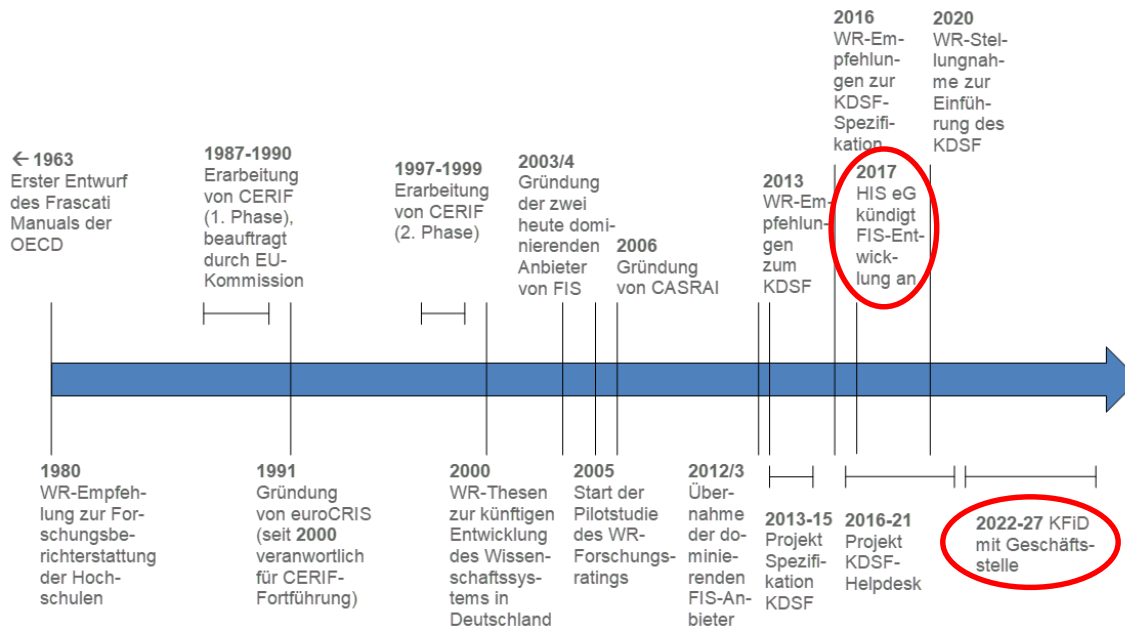 ← 1963
Erster Entwurf
des Frascati
Manuals der
OECD
1987-1990
Erarbeitung
von CERIF
(1. Phase),
beauftragt
durch EU-
Kommission
1997-1999
Erarbeitung
von CERIF
(2. Phase)
2003/4
Gründung
der zwei
heute domi-
nierenden
Anbieter
von FIS
2006
Gründung
von CASRAI
2013
WR-Em-
pfehlun-
gen
zum
KDSF
2016
WR-Em-
pfehlun-
gen zur
KDSF-
Spezifi-
kation
2017
HIS eG
kündigt
FIS-Ent-
wick-
lung an
2020
WR-Stel-
lungnah-
me zur
Einfüh-
rung des
KDSF
1980
WR-Empfeh-
lung zur For-
schungsbe-
richterstattung
der Hoch-
schulen
1991
Gründung
von euroCRIS
(seit 2000
veranwortlich
für CERIF-
Fortführung)
2000
WR-Thesen
zur künftigen
Entwicklung
des Wissen-
schaftssys-
tems in
Deutschland
2005
Start der
Pilotstudie
des WR-
Forschungs-
ratings
2012/3
Über-
nahme
der do-
minie-
renden
FIS-An-
bieter
2013-15
Projekt
Spezifi-
kation
KDSF
2016-21
Projekt
KDSF-
Helpdesk
2022-27 KFiD
mit Geschäfts-
stelle